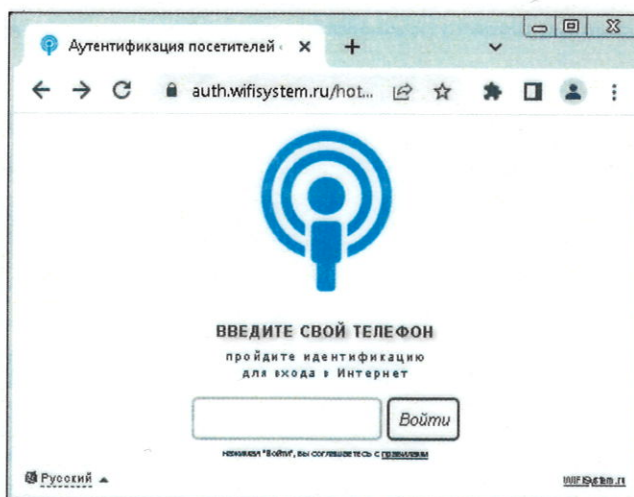 Аутентификация посетителей
auth.wifisystem.ru/hot...
ВВЕДИТЕ СВОЙ ТЕЛЕФОН
пройдите идентификацию
для входа в Интернет
Войти
нажимая "Войти", вы соглашаетесь с правилами
Русский
WIFISystem.ru